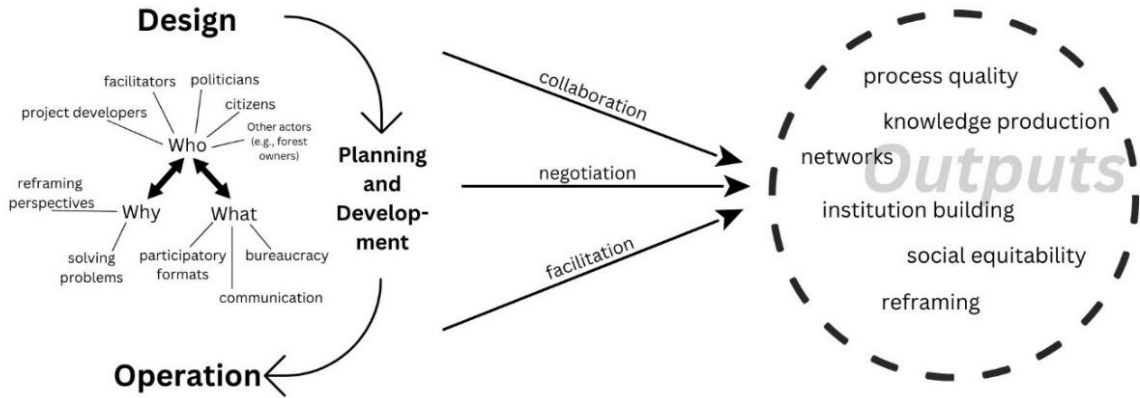 Design
facilitators
politicians
project developers
citizens
Who
Other actors
(e.g., forest
owners)
reframing
perspectives
Why
What
solving
problems
participatory
formats
bureaucracy
communication
Planning
and
Develop-
ment
Operation
collaboration
negotiation
facilitation
process quality
knowledge production
networks
Outputs
institution building
social equitability
reframing